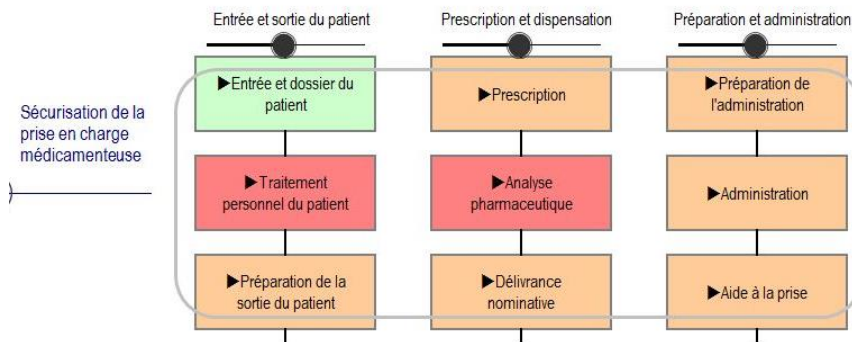 Entrée et sortie du patient
Prescription et dispensation
Préparation et administration
Sécurisation de la
prise en charge
médicamenteuse
▶Entrée et dossier du
patient
▶Traitement
personnel du patient
▶Préparation de la
sortie du patient
▶Prescription
▶Analyse
pharmaceutique
▶Délivrance
nominative
▶Préparation de
l'administration
▶Administration
▶Aide à la prise